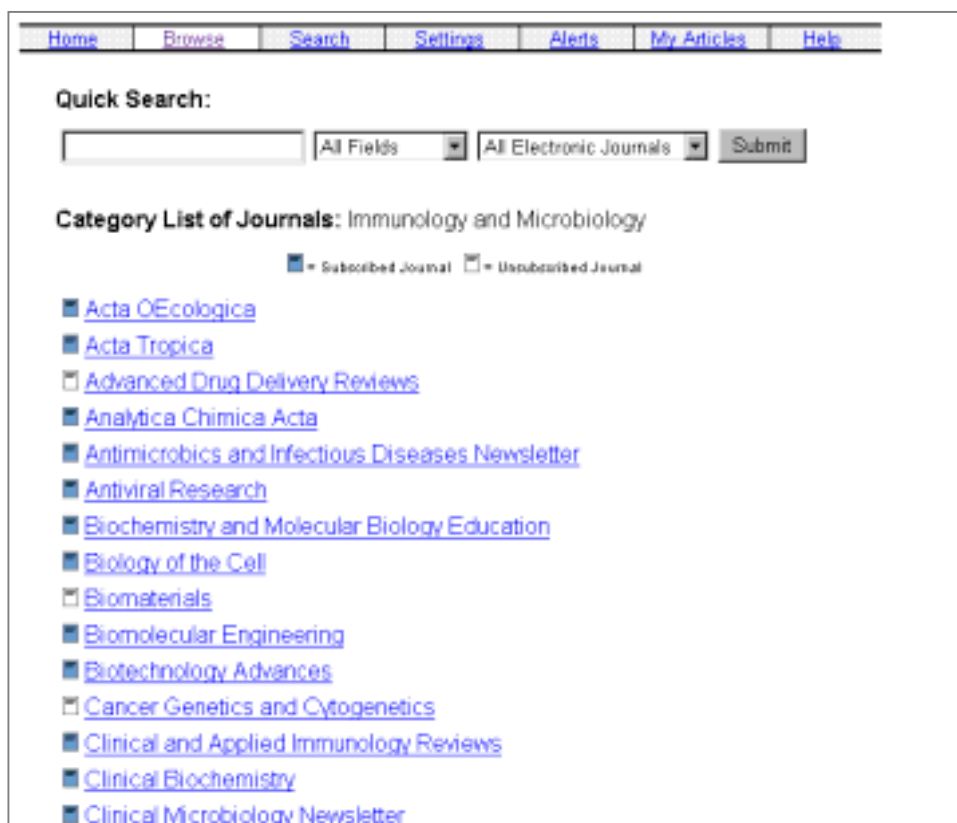 Home Browse Search Settings Alerts My Articles Help
Quick Search:
All Fields All Electronic Journals Submit
Category List of Journals: Immunology and Microbiology
= Subscribed Journal = Unsubscribed Journal
Acta OEcologica
Acta Tropica
Advanced Drug Delivery Reviews
Analytica Chimica Acta
Antimicrobics and Infectious Diseases Newsletter
Antiviral Research
Biochemistry and Molecular Biology Education
Biology of the Cell
Biomaterials
Biomolecular Engineering
Biotechnology Advances
Cancer Genetics and Cytogenetics
Clinical and Applied Immunology Reviews
Clinical Biochemistry
Clinical Microbiology Newsletter